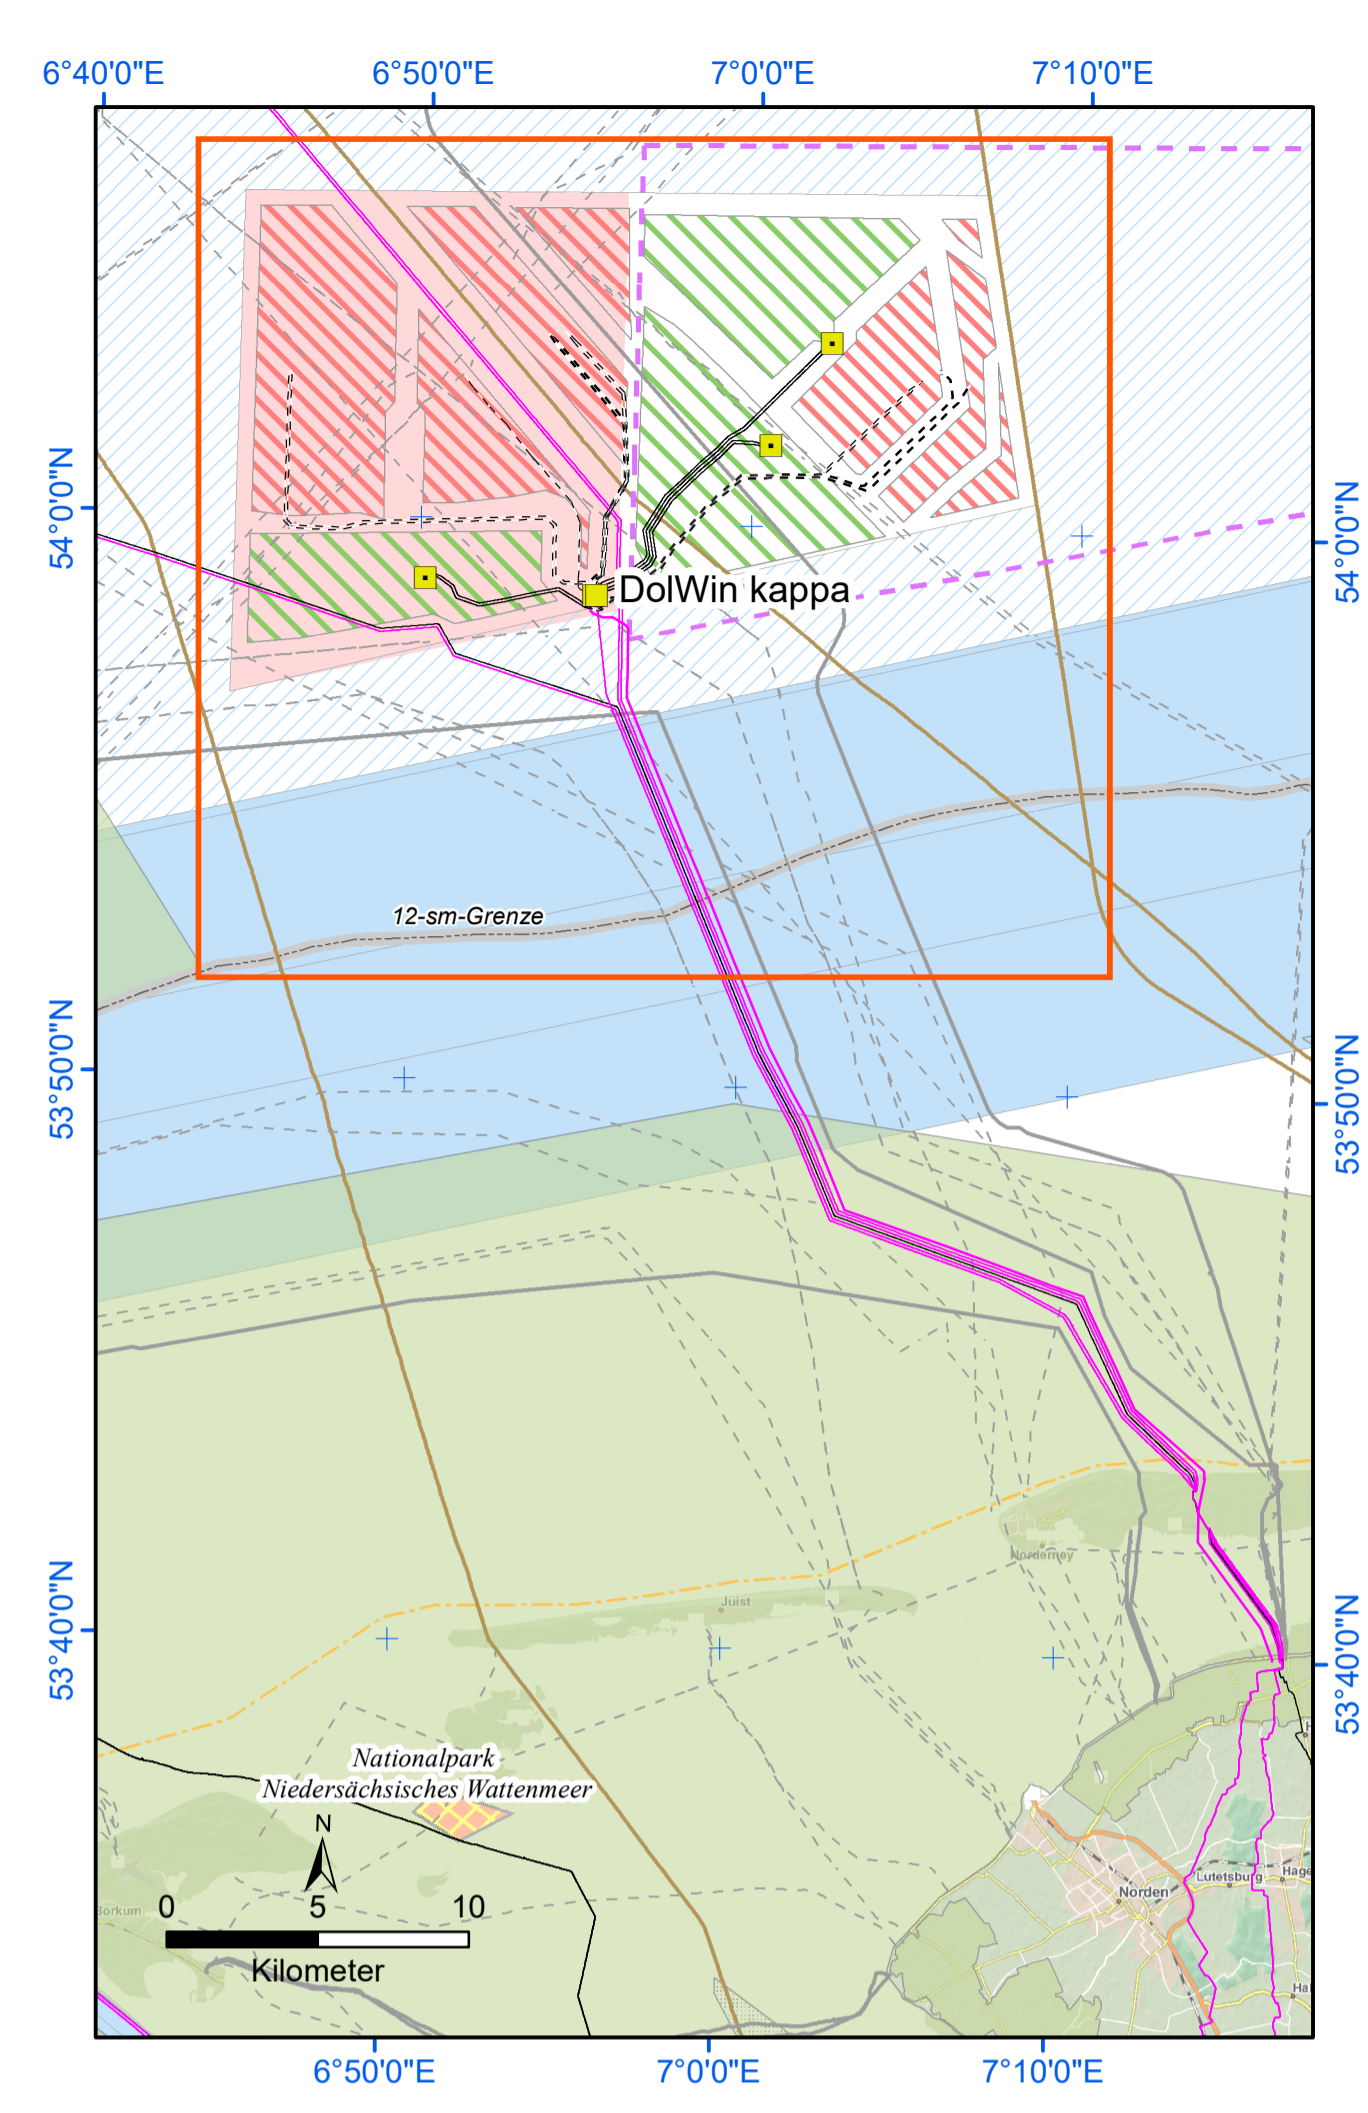 6°40'0"E
6°50'0"E
7°0'0"E
7°10'0"E
54°0'0"N
54°0'0"N
DolWin kappa
12-sm-Grenze
53°50'0"N
53°50'0"N
Norderney
Juist
53°40'0"N
53°40'0"N
Nationalpark
Niedersächsisches Wattenmeer
N
H
0 5 10
Kilometer
Borkum
Lütetsburg
Hage
Norden
Hal
6°50'0"E
7°0'0"E
7°10'0"E